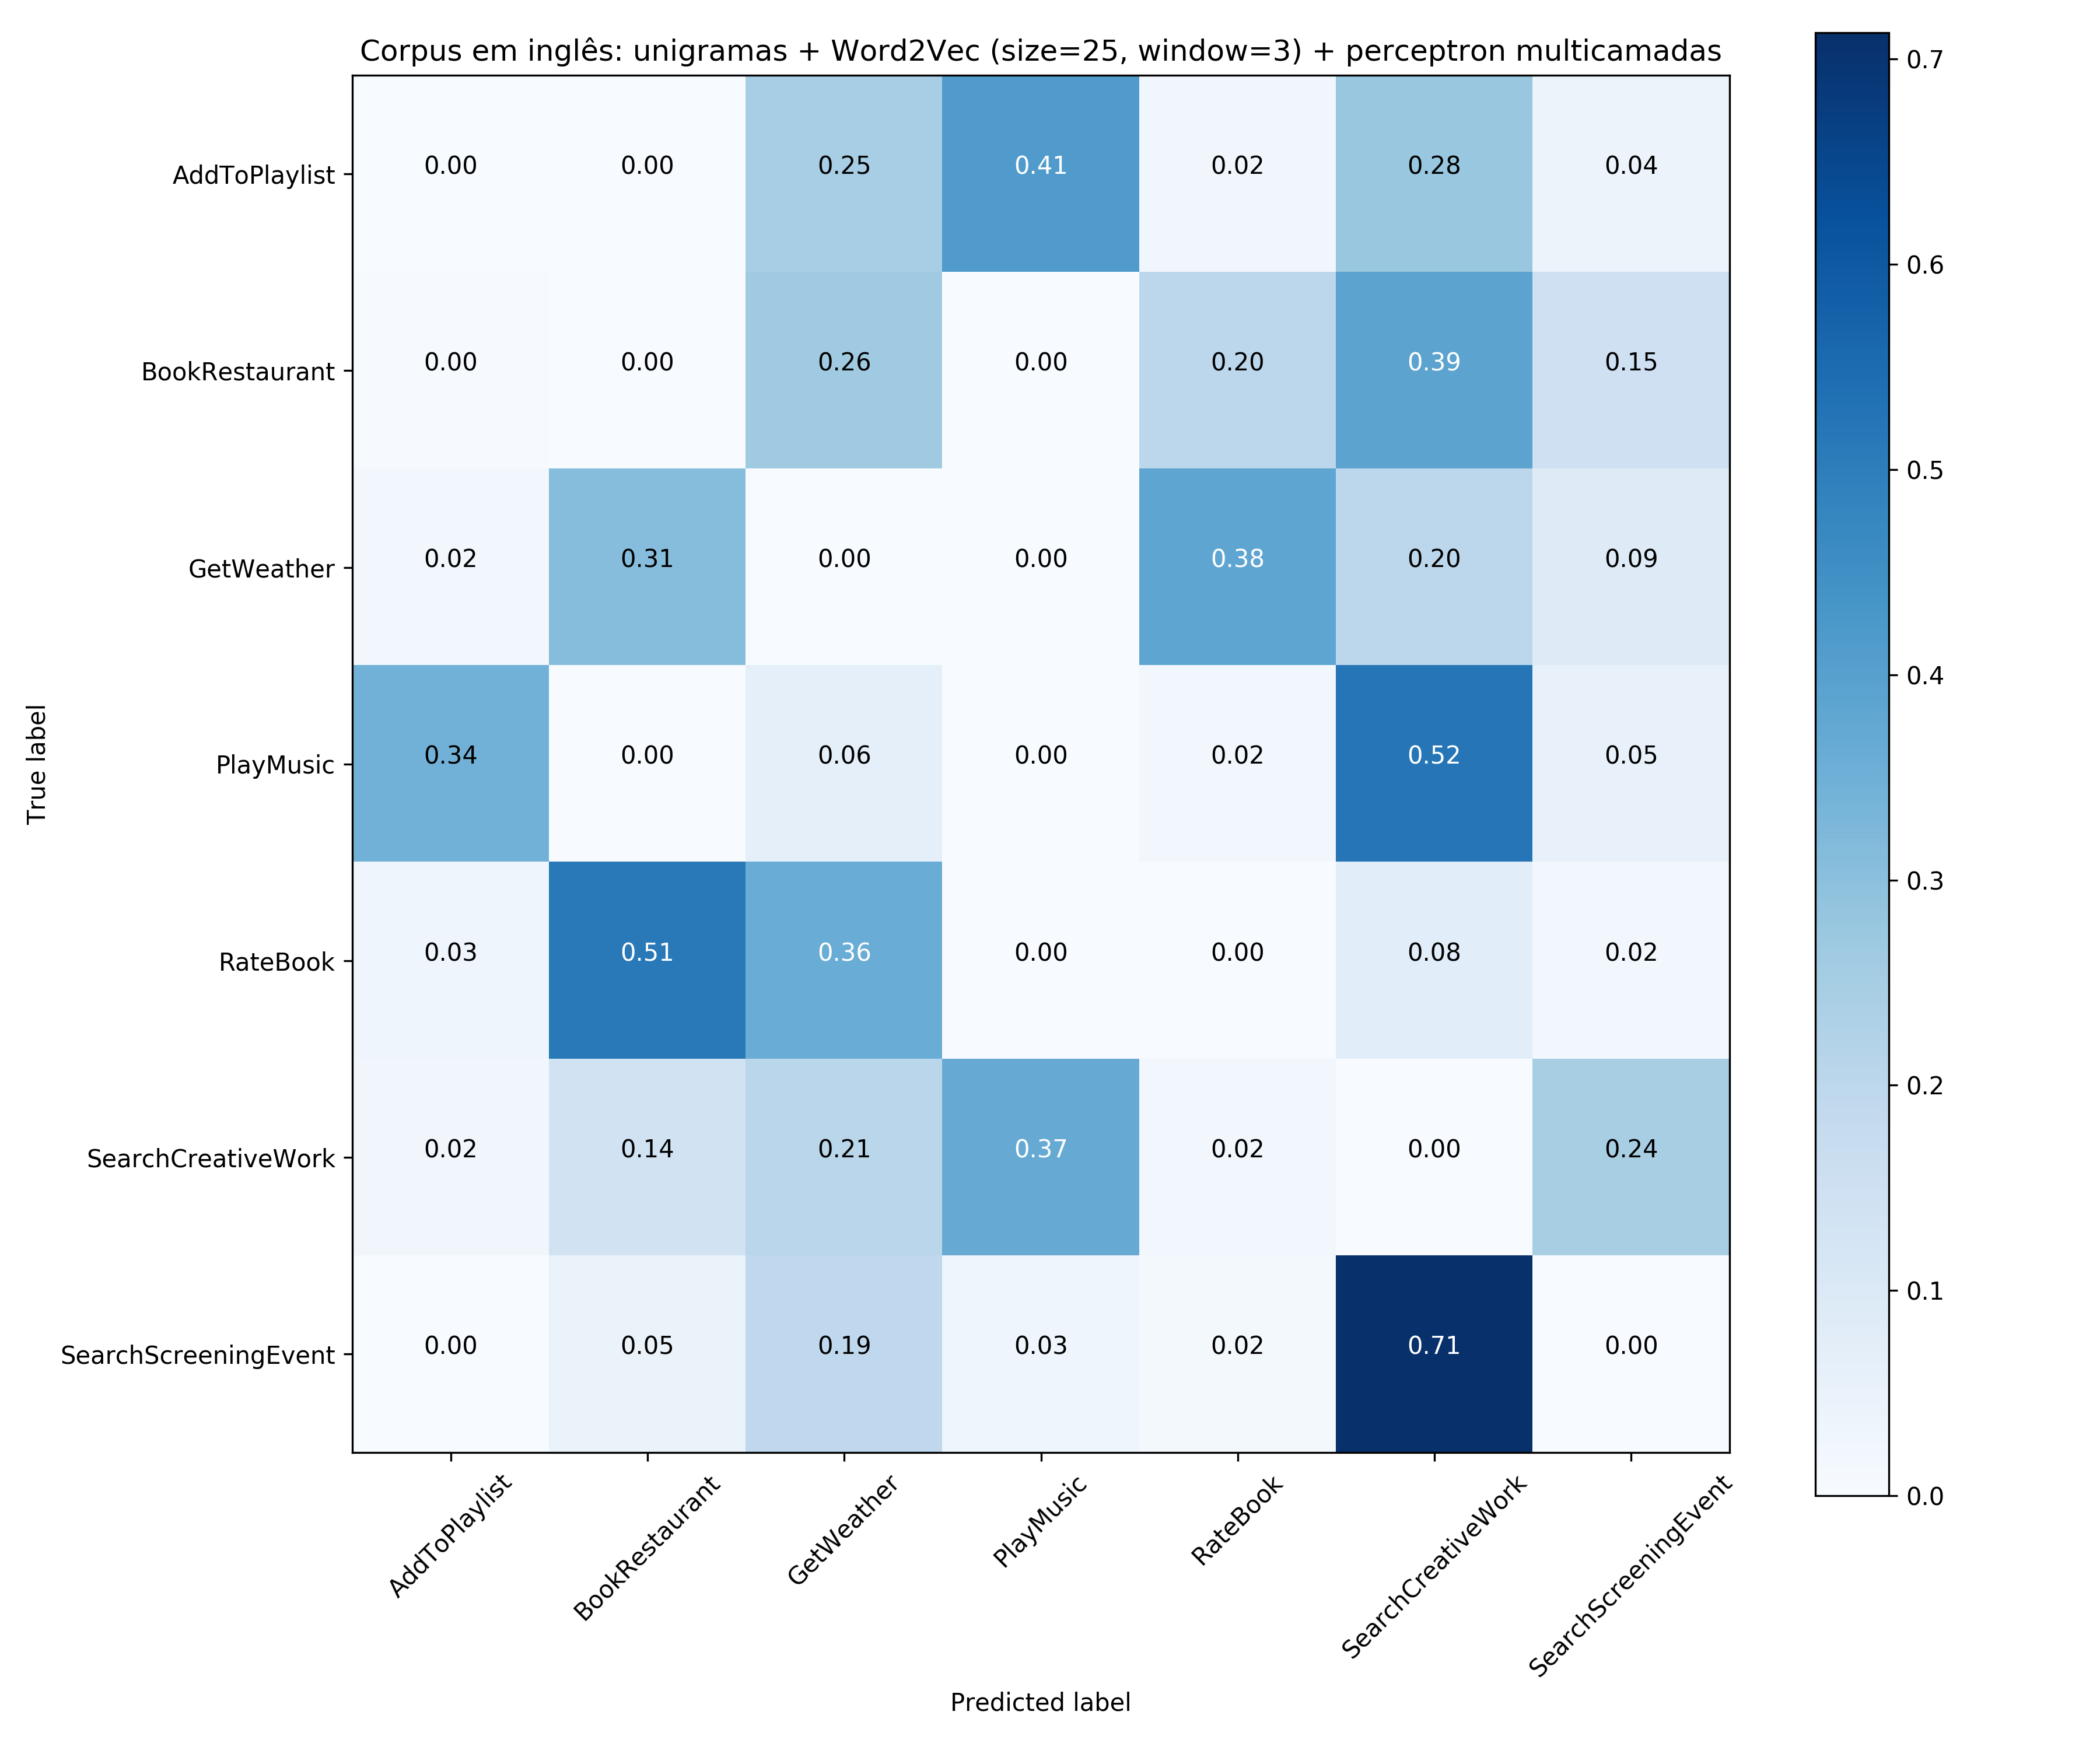 Corpus em inglês: unigramas + Word2Vec (size=25, window=3) + perceptron multicamadas
True label
AddToPlaylist 0.00 0.00 0.25 0.41 0.02 0.28 0.04
BookRestaurant 0.00 0.00 0.26 0.00 0.20 0.39 0.15
GetWeather 0.02 0.31 0.00 0.00 0.38 0.20 0.09
PlayMusic 0.34 0.00 0.06 0.00 0.02 0.52 0.05
RateBook 0.03 0.51 0.36 0.00 0.00 0.08 0.02
SearchCreativeWork 0.02 0.14 0.21 0.37 0.02 0.00 0.24
SearchScreeningEvent 0.00 0.05 0.19 0.03 0.02 0.71 0.00
AddToPlaylist
BookRestaurant
GetWeather
PlayMusic
RateBook
SearchCreativeWork
SearchScreeningEvent
Predicted label
0.7
0.6
0.5
0.4
0.3
0.2
0.1
0.0